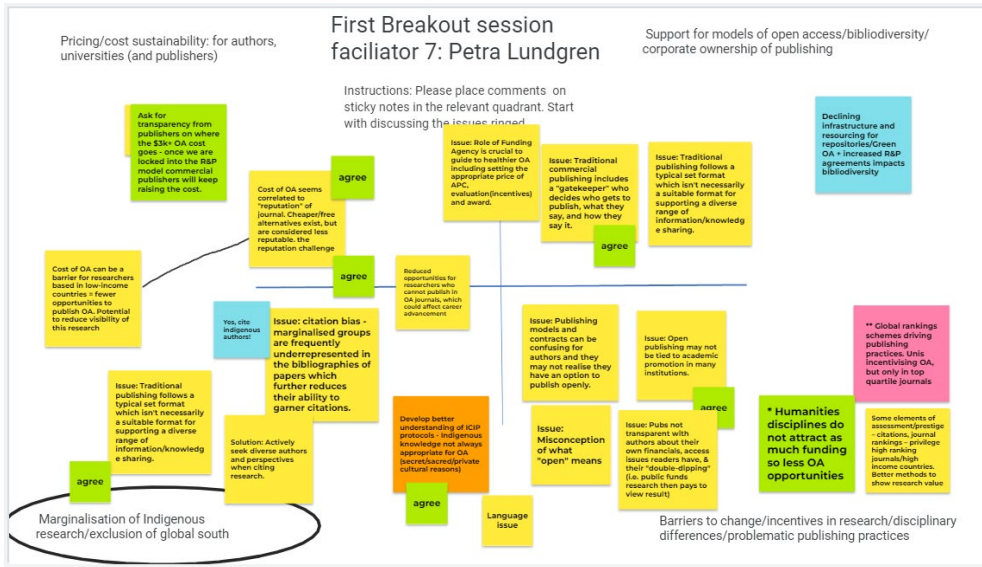 First Breakout session
faciliator 7: Petra Lundgren
Pricing/cost sustainability: for authors,
universities (and publishers)
Support for models of open access/bibliodiversity/
corporate ownership of publishing
Instructions: Please place comments on
sticky notes in the relevant quadrant. Start
with discussing the issues ringed
Ask for
transparency from
publishers on where
the $3k+ OA cost
goes - once we are
locked into the R&P
model commercial
publishers will keep
raising the cost.
agree
Cost of OA seems
correlated to
"reputation" of
journal. Cheaper/free
alternatives exist, but
are considered less
reputable. the
reputation challenge
agree
Cost of OA can be a
barrier for researchers
based in low-income
countries = fewer
opportunities to
publish OA. Potential
to reduce visibility of
this research
Reduced
opportunities for
researchers who
cannot publish in
OA journals, which
could affect career
advancement
Issue: Role of Funding
Agency is crucial to
guide to healthier OA
including setting the
appropriate price of
APC,
evaluation(incentives)
and award.
Issue: Traditional
commercial
publishing includes
a "gatekeeper" who
decides who gets to
publish, what they
say, and how they
say it.
agree
Issue: Traditional
publishing follows a
typical set format
which isn't necessarily
a suitable format for
supporting a diverse
range of
information/knowledg
e sharing.
Declining
infrastructure and
resourcing for
repositories/Green
OA + increased R&P
agreements impacts
bibliodiversity
Yes, cite
indigenous
authors!
Issue: citation bias -
marginalised groups
are frequently
underrepresented in
the bibliographies of
papers which
further reduces
their ability to
garner citations.
Issue: Traditional
publishing follows a
typical set format
which isn't necessarily
a suitable format for
supporting a diverse
range of
information/knowledg
e sharing.
agree
Solution: Actively
seek diverse authors
and perspectives
when citing
research.
Develop better
understanding of ICIP
protocols - Indigenous
knowledge not always
appropriate for OA
(secret/sacred/private
cultural reasons)
agree
Language
issue
Marginalisation of Indigenous
research/exclusion of global south
Issue: Publishing
models and
contracts can be
confusing for
authors and they
may not realise they
have an option to
publish openly.
Issue: Open
publishing may not
be tied to academic
promotion in many
institutions.
agree
Issue:
Misconception
of what
"open" means
Issue: Pubs not
transparent with
authors about their
own financials, access
issues readers have, &
their "double-dipping"
(i.e. public funds
research then pays to
view result)
** Global rankings
schemes driving
publishing
practices. Unis
incentivising OA,
but only in top
quartile journals
* Humanities
disciplines do
not attract as
much funding
so less OA
opportunities
Some elements of
assessment/prestige
– citations, journal
rankings – privilege
high ranking
journals/high
income countries.
Better methods to
show research value
Barriers to change/incentives in research/disciplinary
differences/problematic publishing practices